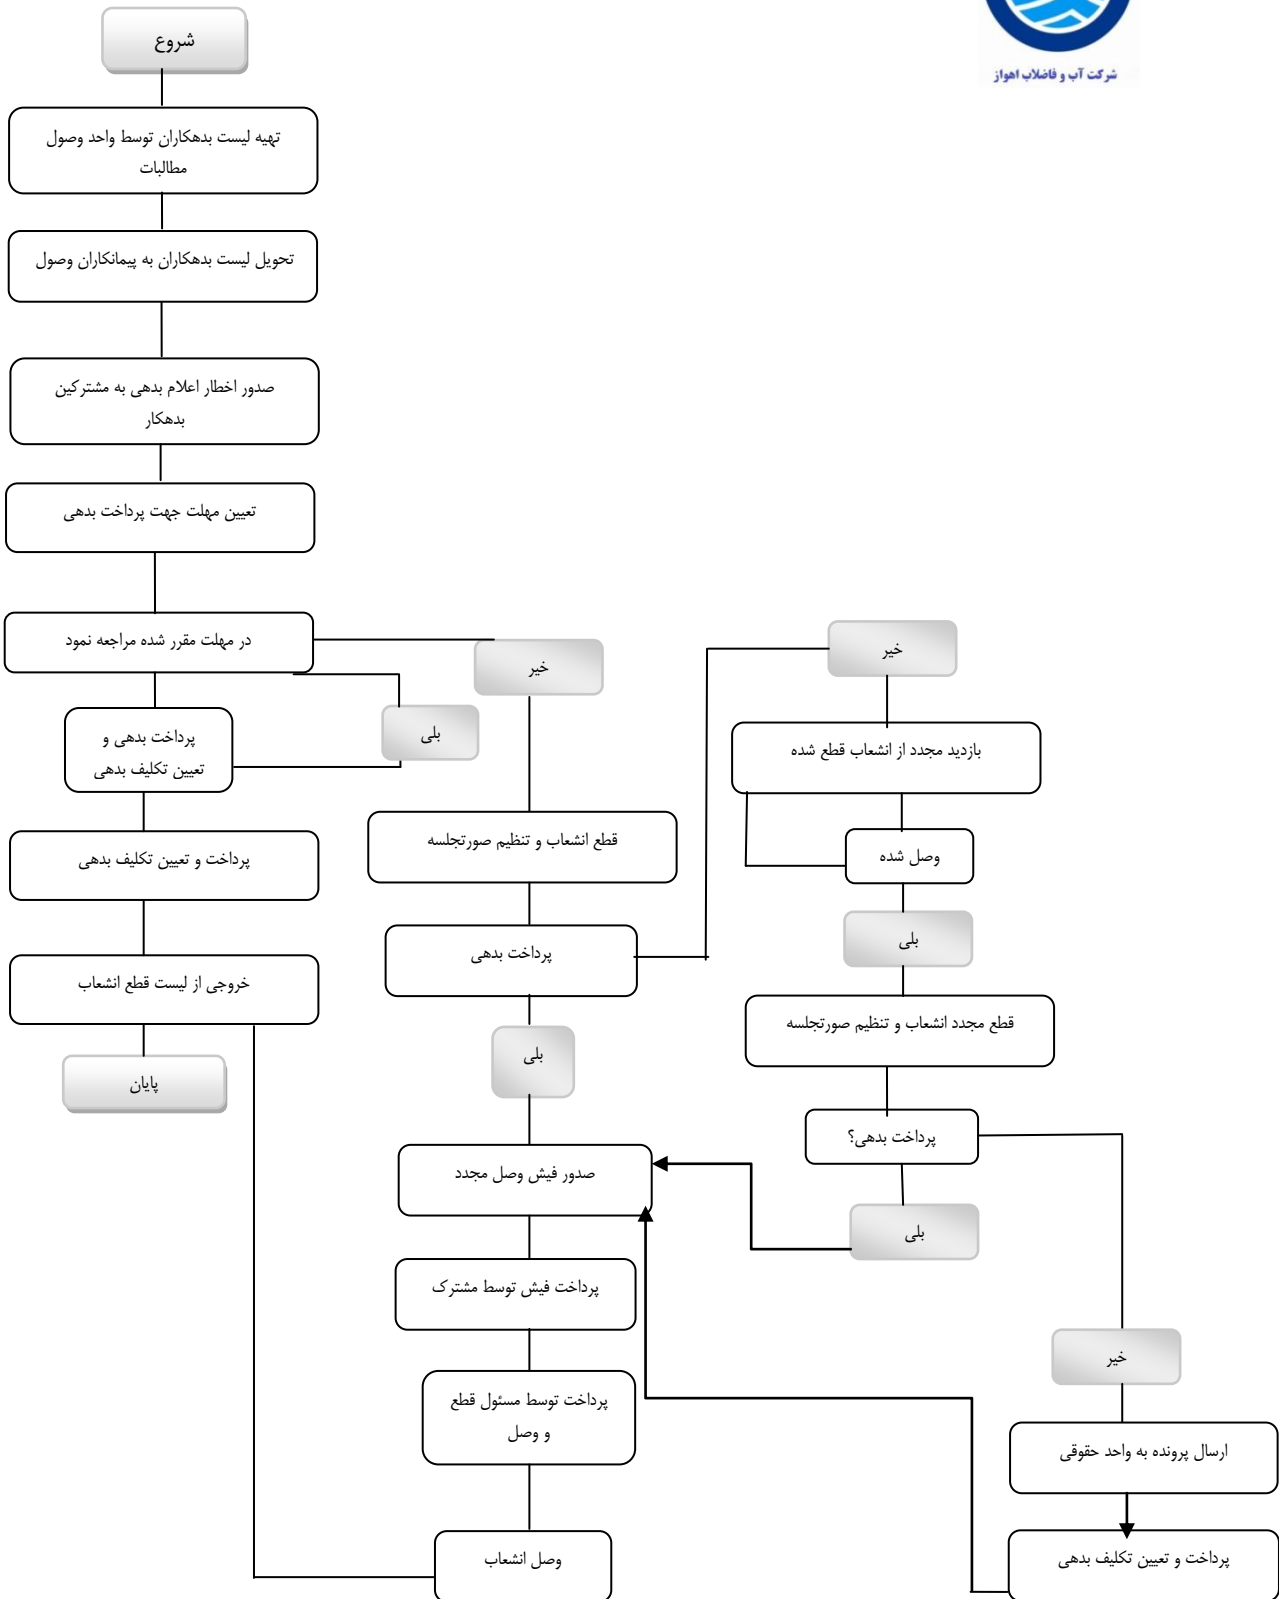 شرکت آب و فاضلاب اهواز
شروع
تهیه لیست بدهکاران توسط واحد وصول
مطالبات
تحویل لیست بدهکاران به پیمانکاران وصول
صدور اخطار اعلام بدهی به مشترکین
بدهکار
تعیین مهلت جهت پرداخت بدهی
در مهلت مقرر شده مراجعه نمود
بلی
پرداخت بدهی و
تعیین تکلیف بدهی
پرداخت و تعیین تکلیف بدهی
خروجی از لیست قطع انشعاب
پایان
خیر
قطع انشعاب و تنظیم صورتجلسه
پرداخت بدهی
بلی
صدور فیش وصل مجدد
پرداخت فیش توسط مشترک
پرداخت توسط مسئول قطع
و وصل
وصل انشعاب
خیر
بازدید مجدد از انشعاب قطع شده
وصل شده
بلی
قطع مجدد انشعاب و تنظیم صورتجلسه
پرداخت بدهی؟
بلی
خیر
ارسال پرونده به واحد حقوقی
پرداخت و تعیین تکلیف بدهی